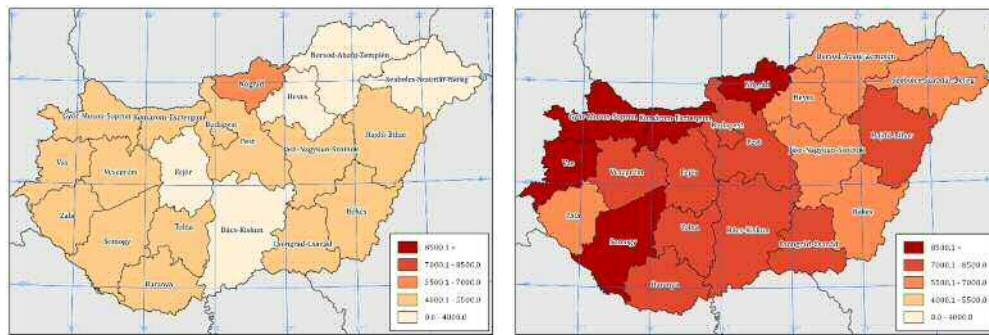 Borsod-Abaúj-Zemplén
Nógrád
Szabolcs-Szatmár-Bereg
Heves
Győr-Moson-Sopron
Komárom-Esztergom
Budapest
Hajdú-Bihar
Pest
Jász-Nagykun-Szolnok
Vas
Veszprém
Fejér
Zala
Békés
Tolna
Bács-Kiskun
Somogy
Csongrád-Csanád
Baranya
8500,1 <
7000,1 - 8500,0
5500,1 - 7000,0
4000,1 - 5500,0
0,0 - 4000,0
Borsod-Abaúj-Zemplén
Nógrád
Szabolcs-Szatmár-Bereg
Heves
Győr-Moson-Sopron
Komárom-Esztergom
Budapest
Hajdú-Bihar
Pest
Jász-Nagykun-Szolnok
Vas
Veszprém
Fejér
Zala
Békés
Tolna
Bács-Kiskun
Somogy
Csongrád-Csanád
Baranya
8500,1 <
7000,1 - 8500,0
5500,1 - 7000,0
4000,1 - 5500,0
0,0 - 4000,0